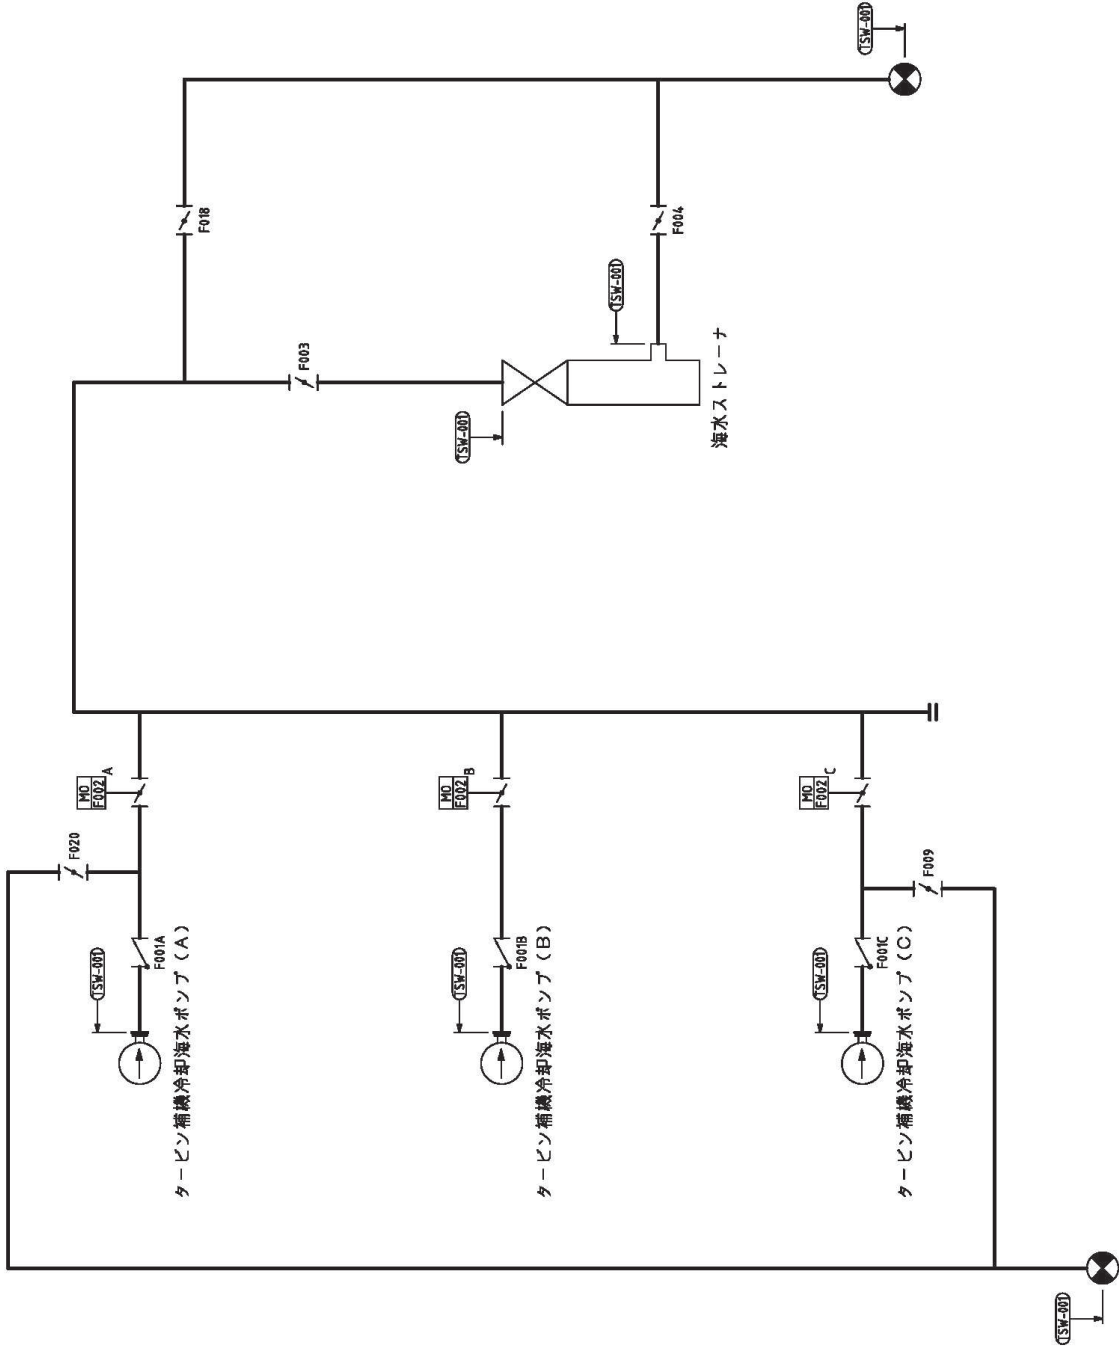 TSW-001
F018
F004
TSW-001
F003
TSW-001
海水ストレーナ
MO
F002
A
MO
F002
B
MO
F002
C
F020
F009
TSW-001
F001A
タービン補機冷却海水ポンプ(A)
TSW-001
F001B
タービン補機冷却海水ポンプ(B)
TSW-001
F001C
タービン補機冷却海水ポンプ(C)
TSW-001